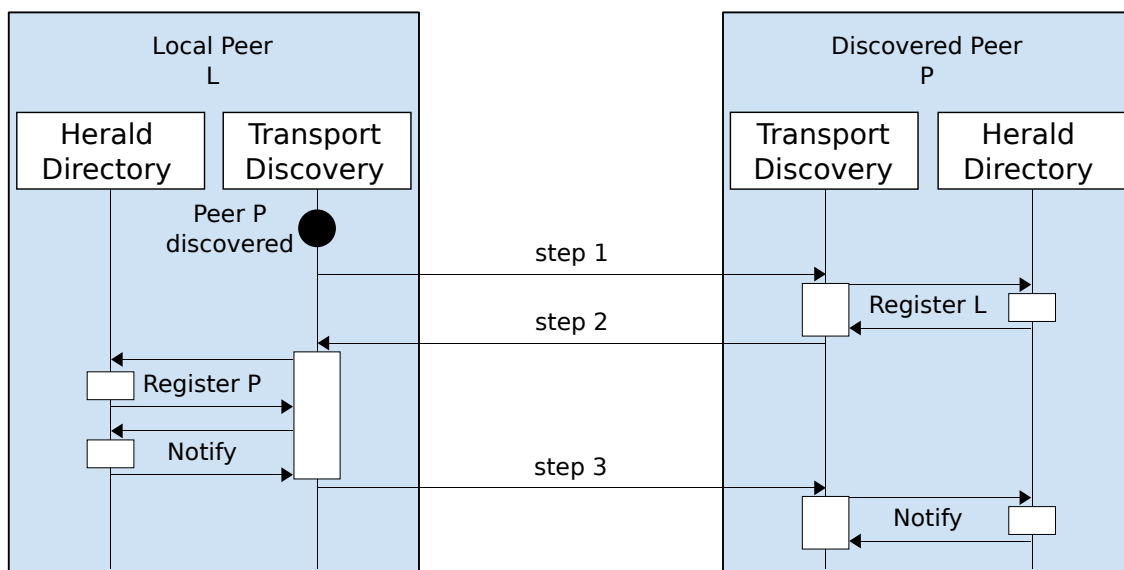 Local Peer
L
Discovered Peer
P
Herald
Directory
Transport
Discovery
Transport
Discovery
Herald
Directory
Peer P
discovered
step 1
Register L
step 2
Register P
Notify
step 3
Notify